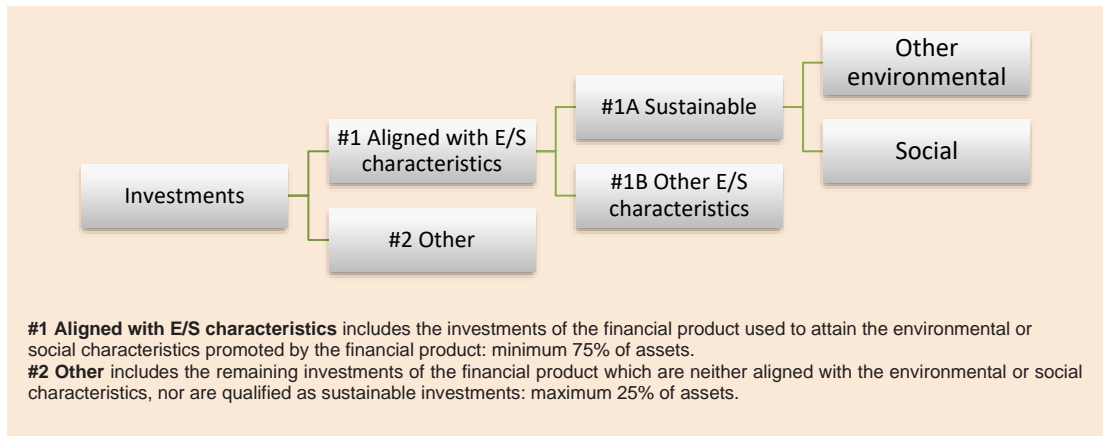 Other
environmental
#1A Sustainable
#1 Aligned with E/S
characteristics
Social
#1B Other E/S
characteristics
Investments
#2 Other
#1 Aligned with E/S characteristics includes the investments of the financial product used to attain the environmental or
social characteristics promoted by the financial product: minimum 75% of assets.
#2 Other includes the remaining investments of the financial product which are neither aligned with the environmental or social
characteristics, nor are qualified as sustainable investments: maximum 25% of assets.